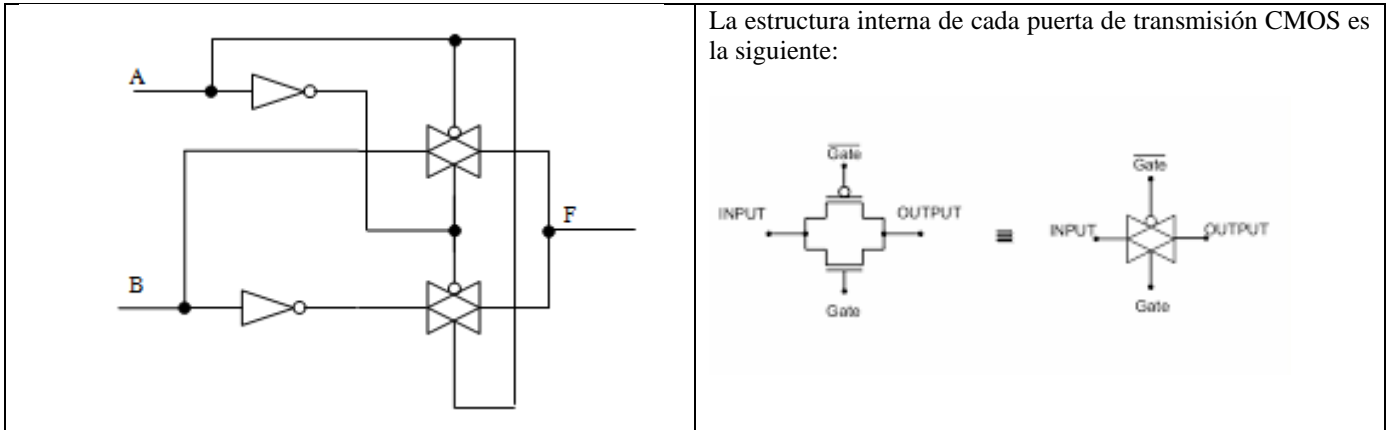 La estructura interna de cada puerta de transmisión CMOS es
la siguiente:
A
B
F
Gate
INPUT
OUTPUT
Gate
≡
Gate
INPUT
OUTPUT
Gate